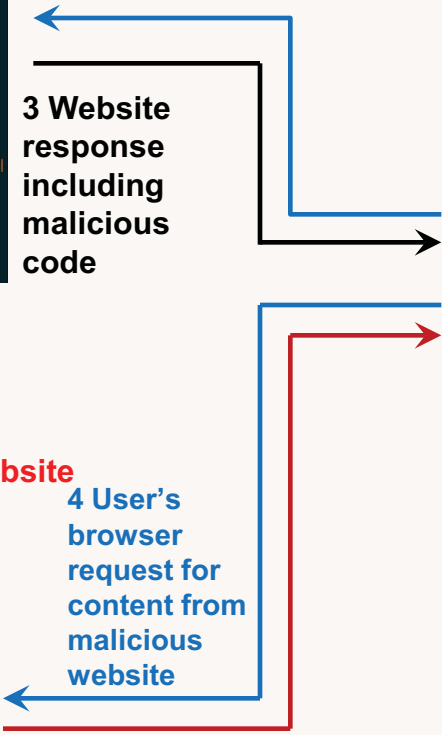 3 Website
response
including
malicious
code
bsite
4 User’s
browser
request for
content from
malicious
website